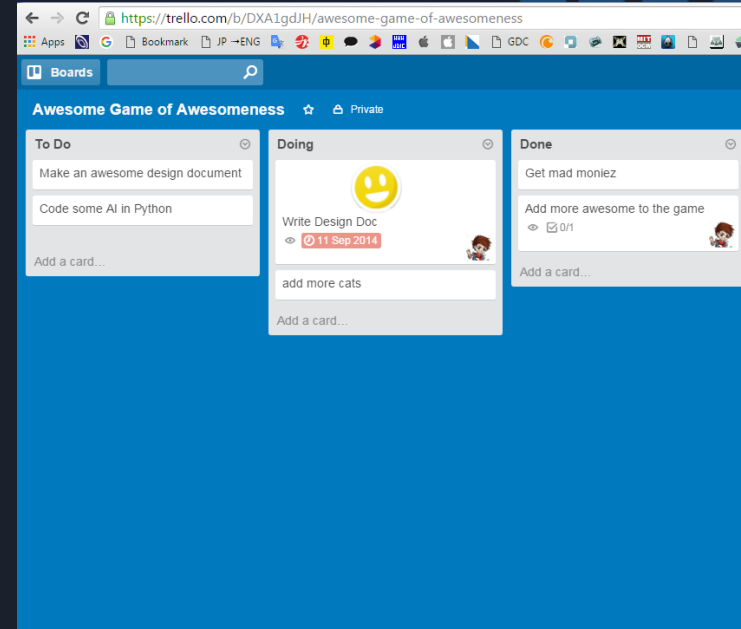 https://trello.com/b/DXA1gdJH/awesome-game-of-awesomeness
Apps Bookmark JP→ENG GDC
Boards
Awesome Game of Awesomeness Private
To Do
Make an awesome design document
Code some AI in Python
Add a card...
Doing
Write Design Doc
11 Sep 2014
add more cats
Add a card...
Done
Get mad moniez
Add more awesome to the game
0/1
Add a card...